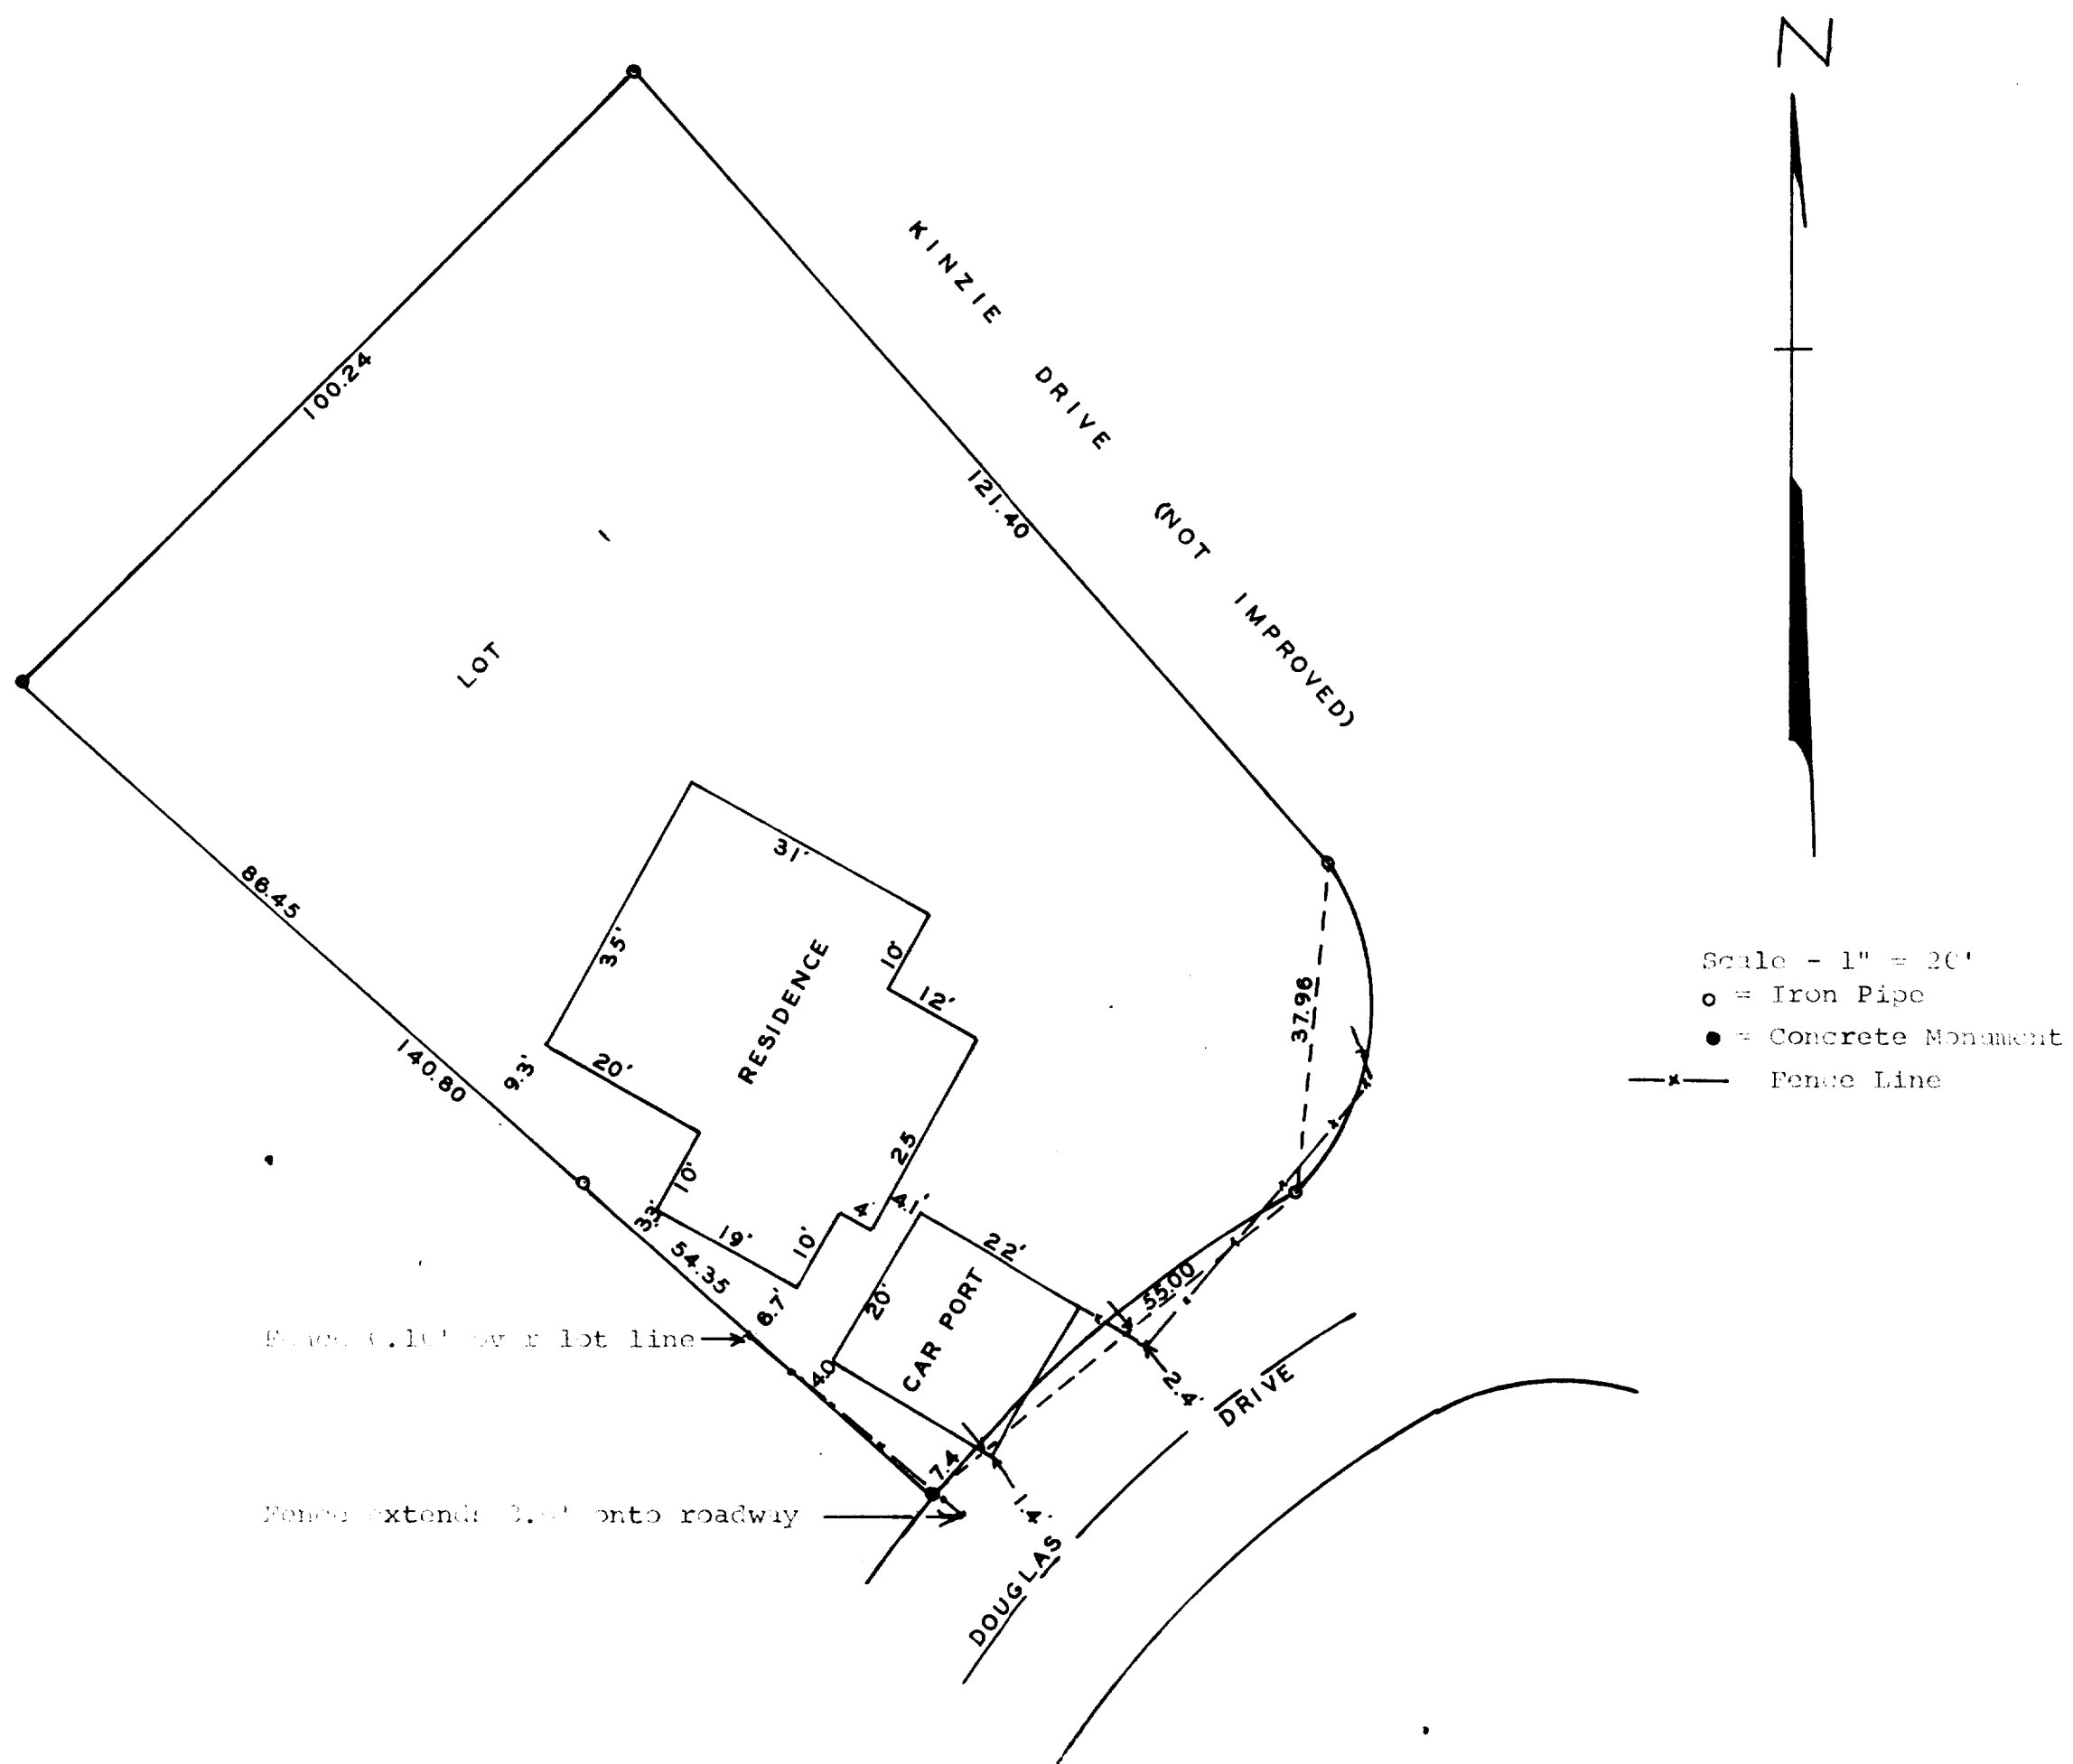 N
KINZIE DRIVE (NOT IMPROVED)
100.24
121.40
LOT 1
86.45
140.80
31'
35'
RESIDENCE
10'
12'
9.3'
20'
10'
25
37.96
3.3'
19'
10'
4'
4.1'
54.35
6.7'
22'
20'
CAR PORT
55.00
4.0
7.4
2.4'
1.4'
DOUGLAS DRIVE
Scale - 1" = 20'
o = Iron Pipe
● = Concrete Monument
—x— Fence Line
lot line
Fence extends onto roadway